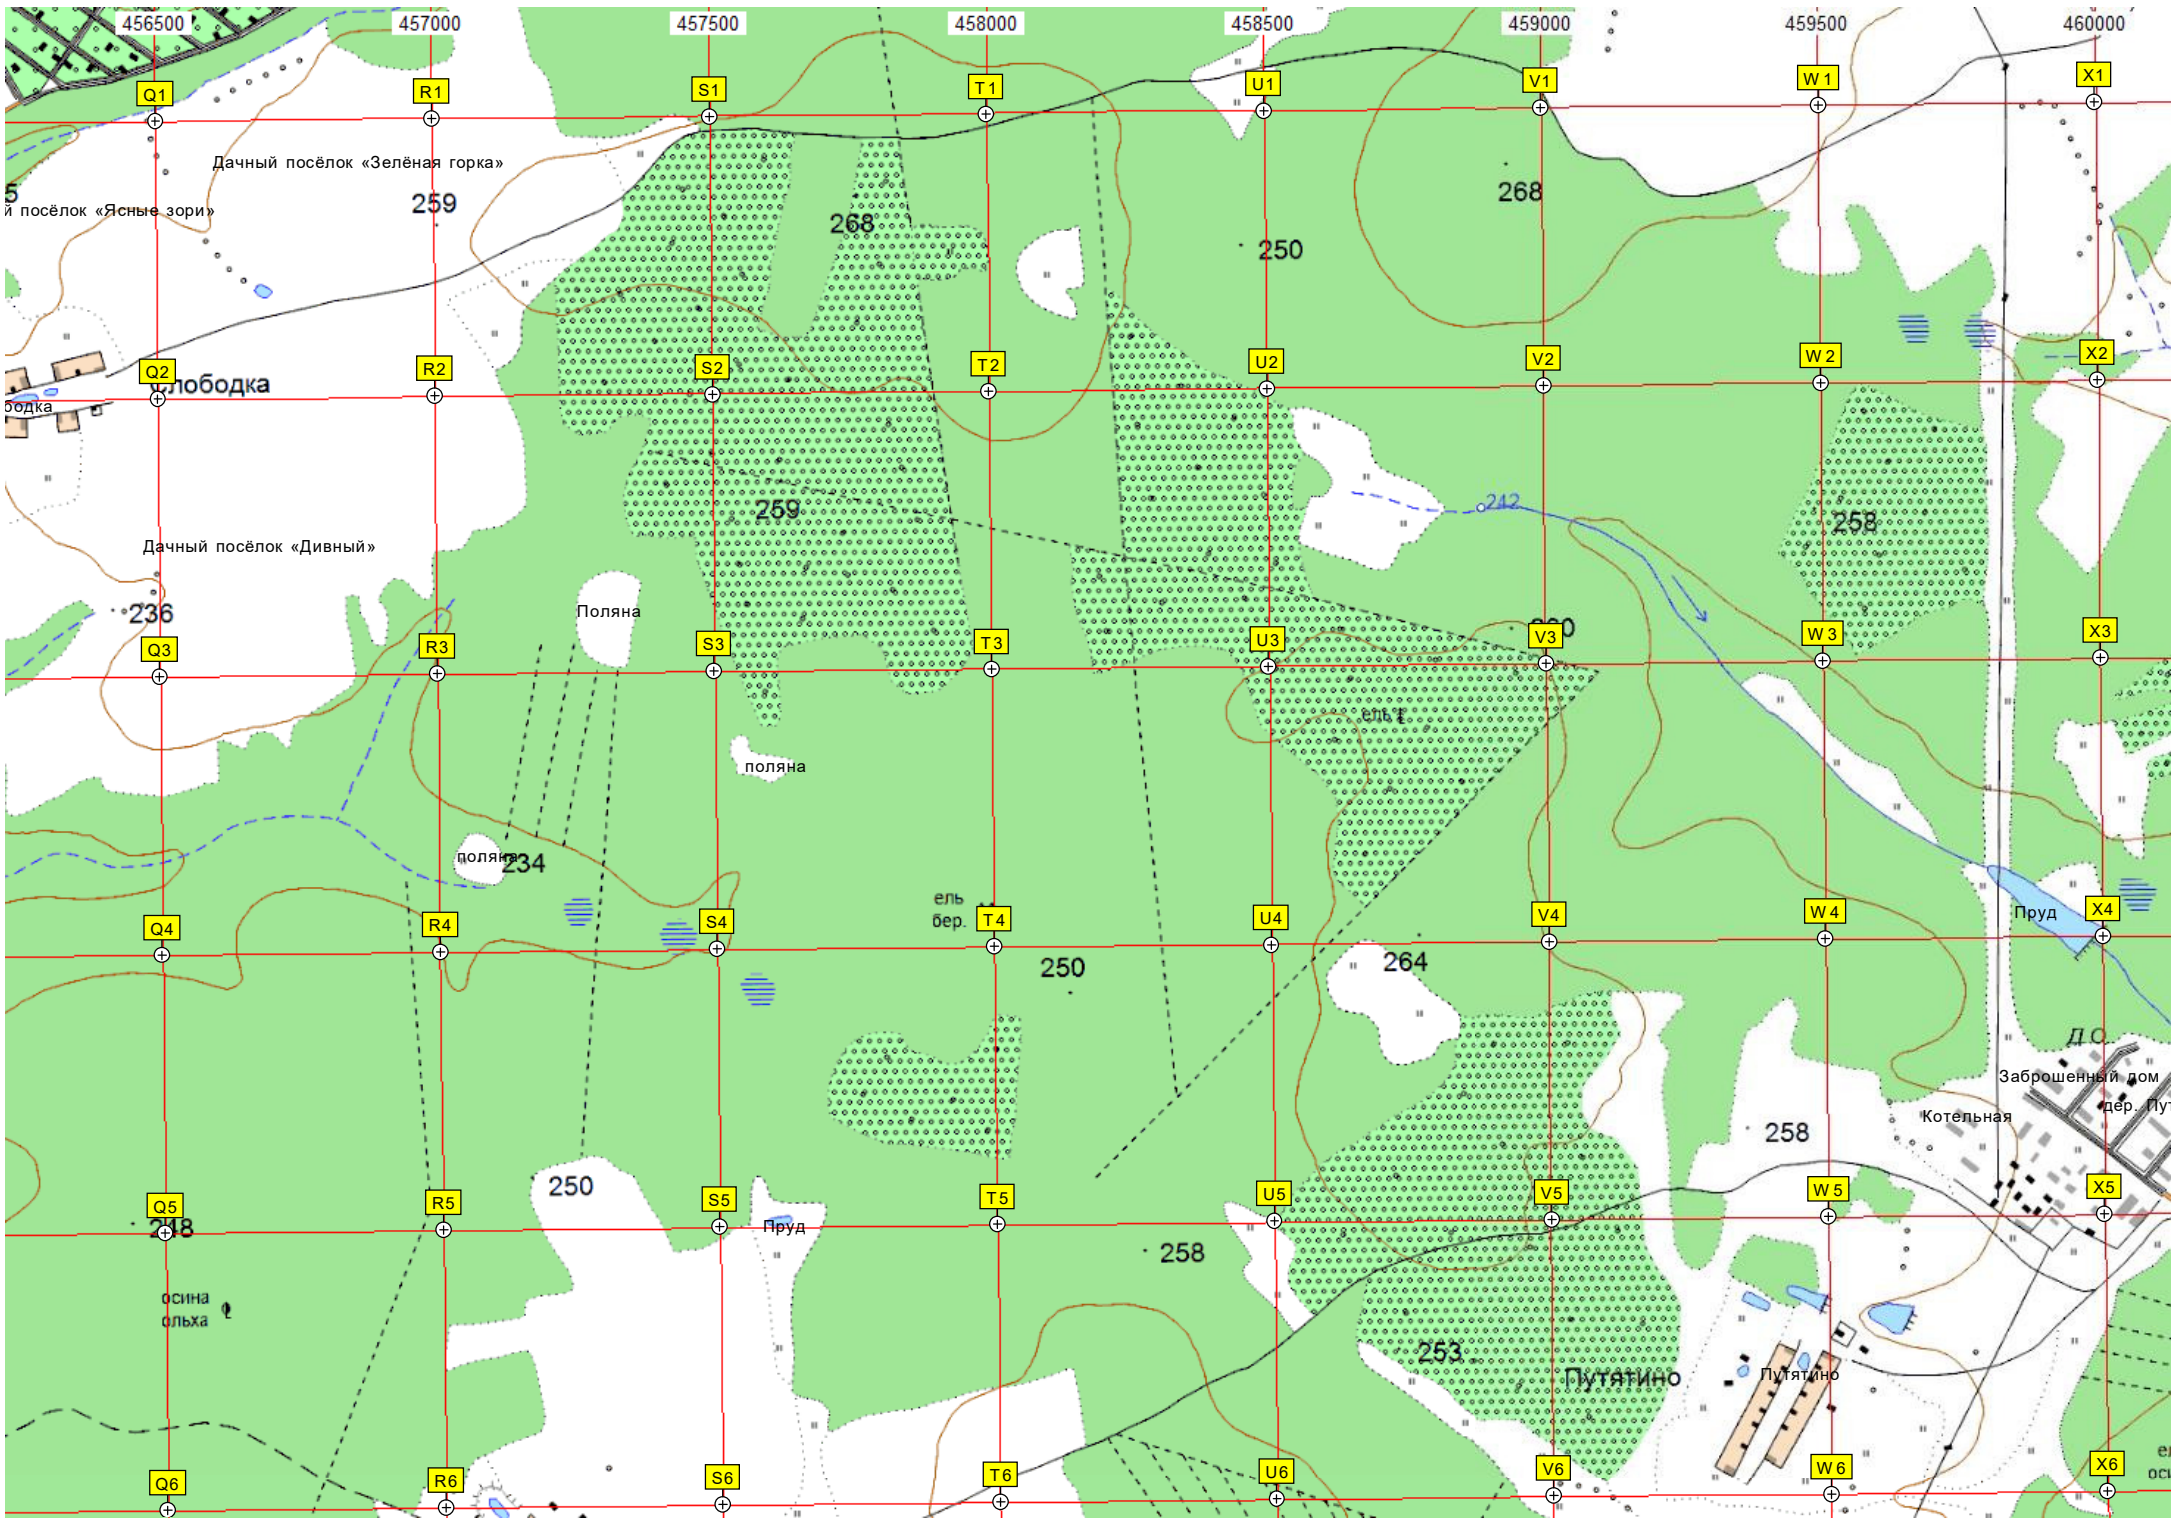 456500 457000 457500 458000 458500 459000 459500 460000
Q1 R1 S1 T1 U1 V1 W1 X1
Дачный посёлок «Зелёная горка»
5
259
268
268
й посёлок «Ясные зори»
250
Q2 R2 S2 T2 U2 V2 W2 X2
лободка
бодка
242
259
258
Дачный посёлок «Дивный»
Поляна
236
Q3 R3 S3 T3 U3 V3 W3 X3
ель
поляна
поляна
234
ель
бер.
Пруд
Q4 R4 S4 T4 U4 V4 W4 X4
250
264
Д О
Заброшенный дом
дер. Пут
Котельная
258
250
Q5 R5 S5 T5 U5 V5 W5 X5
248
Пруд
258
осина
ольха
253
Путятино
Путятино
Q6 R6 S6 T6 U6 V6 W6 X6